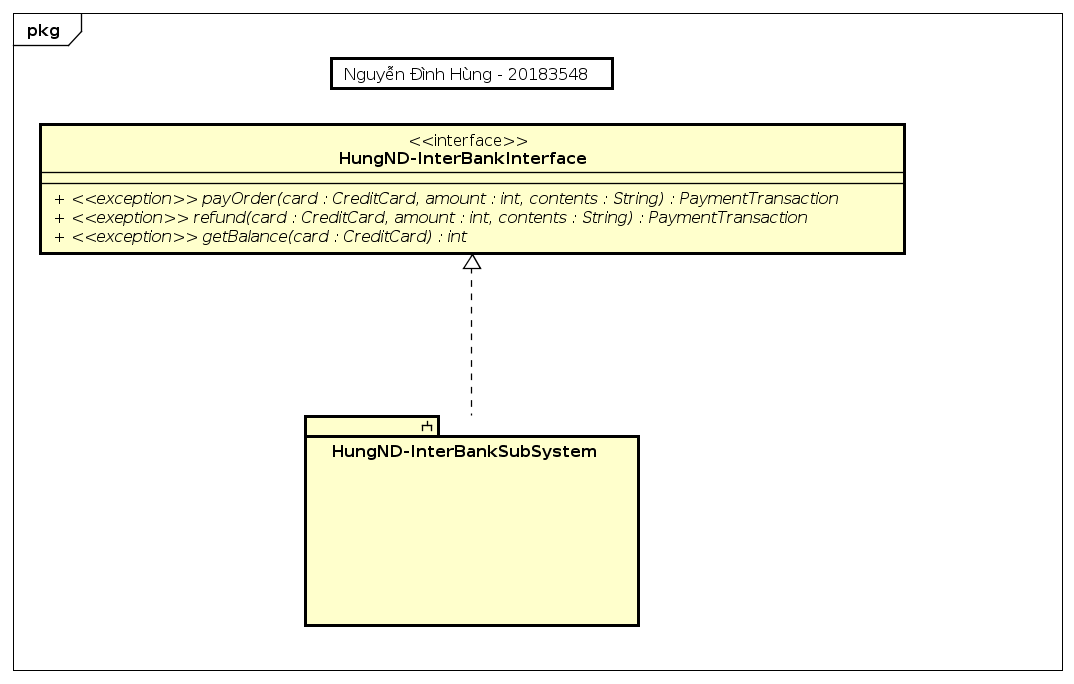 pkg
Nguyễn Đình Hùng - 20183548
<<interface>>
HungND-InterBankInterface
+ <<exception>> payOrder(card : CreditCard, amount : int, contents : String) : PaymentTransaction
+ <<exeption>> refund(card : CreditCard, amount : int, contents : String) : PaymentTransaction
+ <<exception>> getBalance(card : CreditCard) : int
HungND-InterBankSubSystem